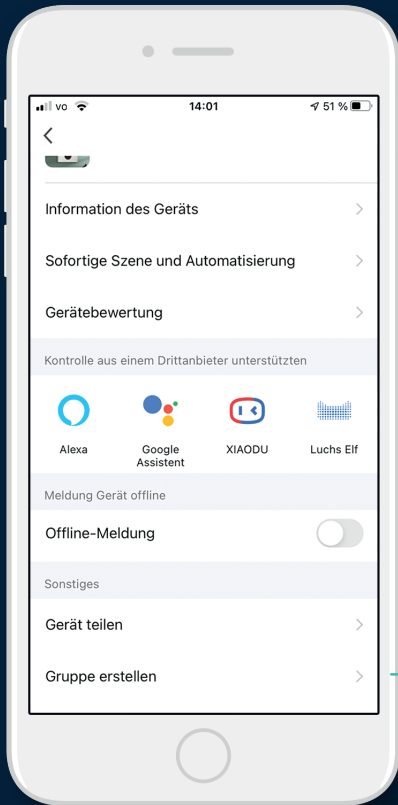 vo 14:01 51 %
Information des Geräts
Sofortige Szene und Automatisierung
Gerätebewertung
Kontrolle aus einem Drittanbieter unterstützten
Alexa Google Assistent XIAODU Luchs Elf
Meldung Gerät offline
Offline-Meldung
Sonstiges
Gerät teilen
Gruppe erstellen